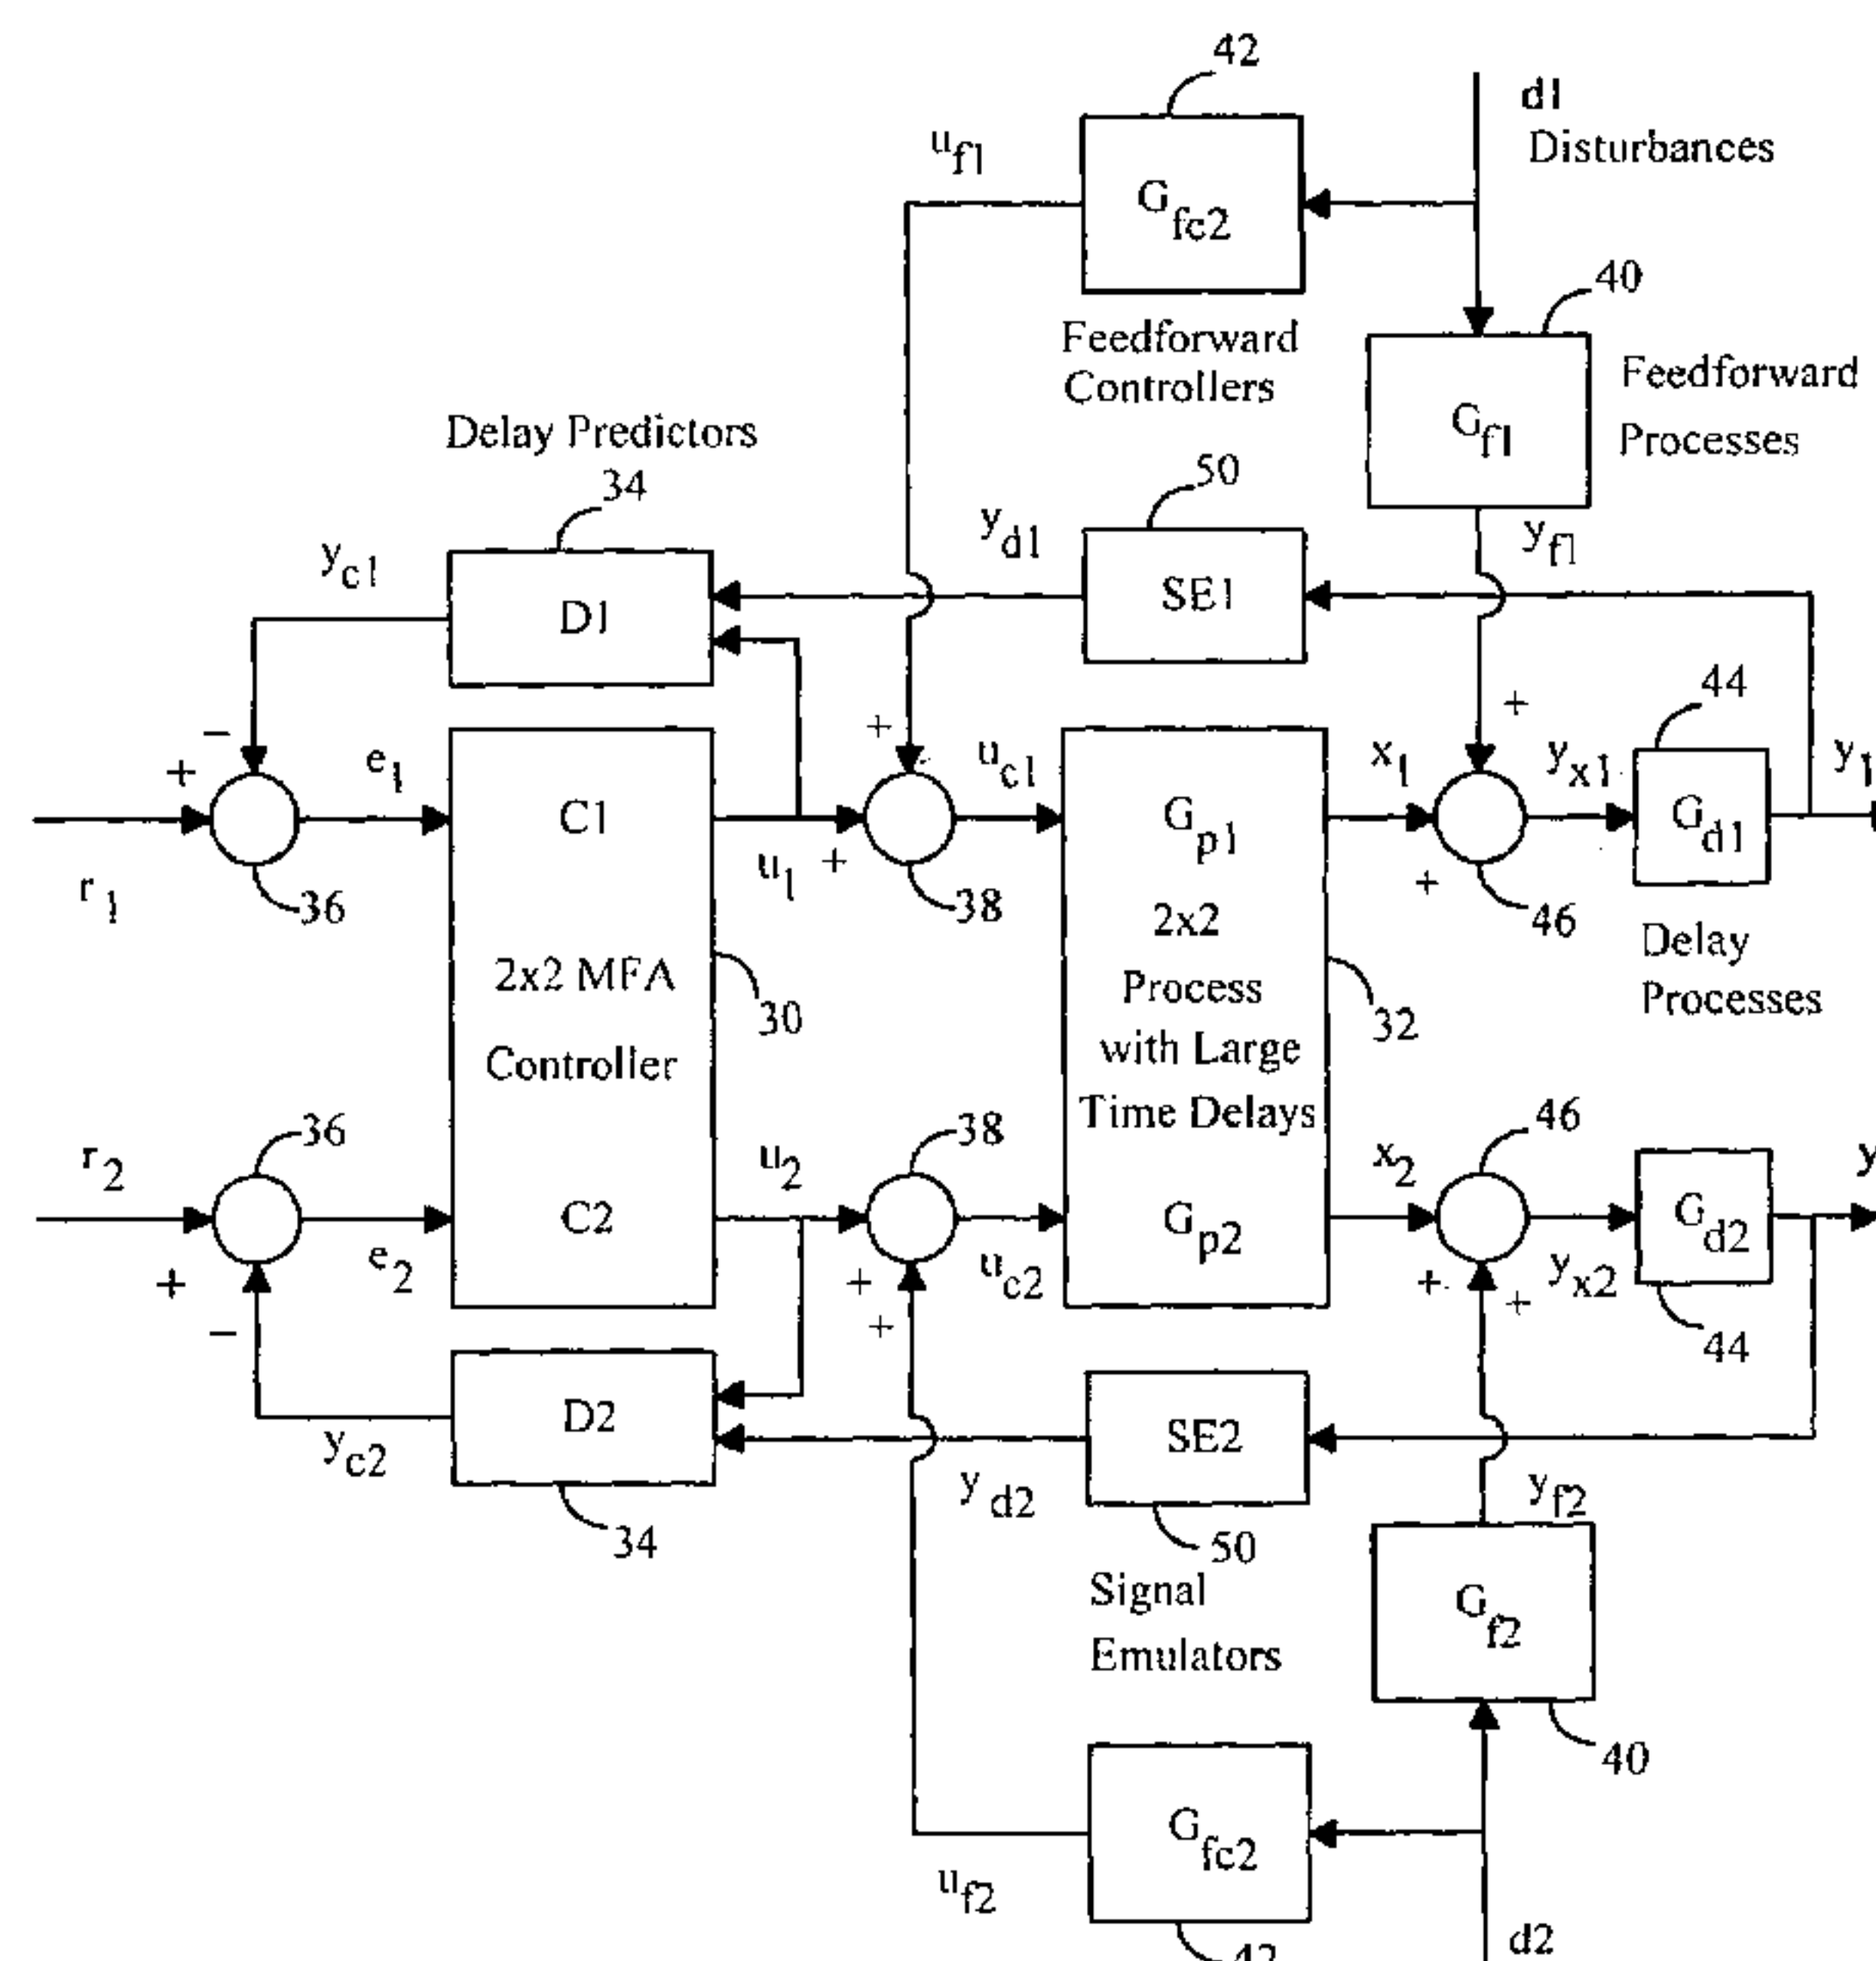 42
d1
Disturbances
u f1
G fc2
40
Feedforward
Controllers
Feedforward
Processes
G f1
Delay Predictors
34
50
y d1
y f1
y c1
D1
SE1
44
+
−
+
+
e 1
C1
u c1
G p1
x 1
y x1
G d1
y 1
r 1
36
u 1
+
38
2x2
+
46
Delay
Processes
2x2 MFA
Controller
30
Process
with Large
Time Delays
32
36
38
46
r 2
u 2
x 2
y
C2
G p2
G d2
+
e 2
+
u c2
+
+
y x2
−
+
44
D2
SE2
y c2
y d2
y f2
34
50
Signal
Emulators
G f2
40
G fc2
u f2
d2